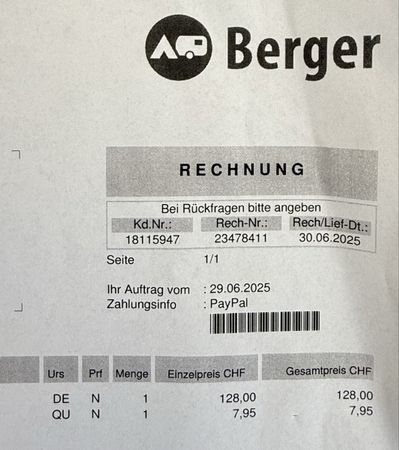 Berger
RECHNUNG
Bei Rückfragen bitte angeben
Kd.Nr.: Rech-Nr.: Rech/Lief-Dt.:
18115947 23478411 30.06.2025
Seite 1/1
Ihr Auftrag vom : 29.06.2025
Zahlungsinfo : PayPal
Urs Prf Menge Einzelpreis CHF Gesamtpreis CHF
DE N 1 128,00 128,00
QU N 1 7,95 7,95